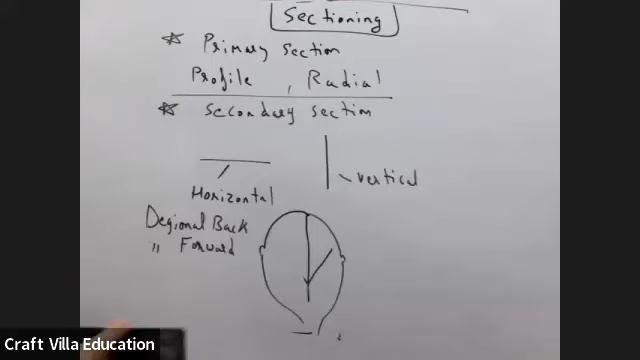 Sectioning
☆ Primary section
Profile , Radial
☆ Secondary section
Horizontal
vertical
Degional Back
〃 Forward
Craft Villa Education